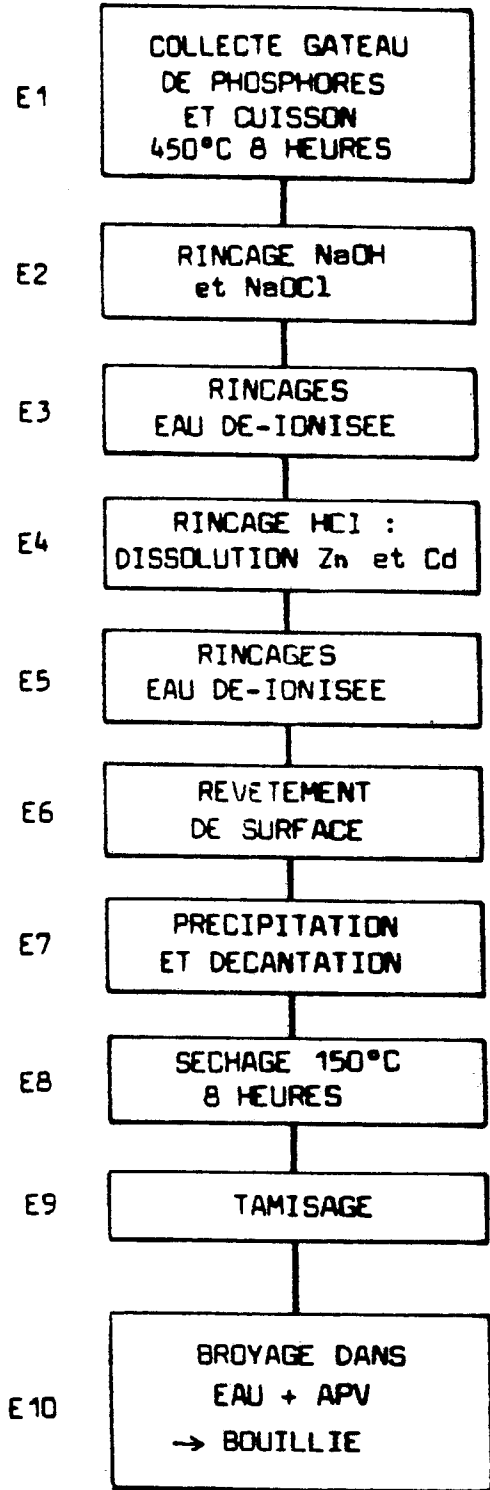 E1
COLLECTE GATEAU
DE PHOSPHORES
ET CUISSON
450°C 8 HEURES
E2
RINCAGE NaOH
et NaOCl
E3
RINCAGES
EAU DE-IONISEE
E4
RINCAGE HCl :
DISSOLUTION Zn et Cd
E5
RINCAGES
EAU DE-IONISEE
E6
REVETEMENT
DE SURFACE
E7
PRECIPITATION
ET DECANTATION
E8
SECHAGE 150°C
8 HEURES
E9
TAMISAGE
E10
BROYAGE DANS
EAU + APV
→ BOUILLIE